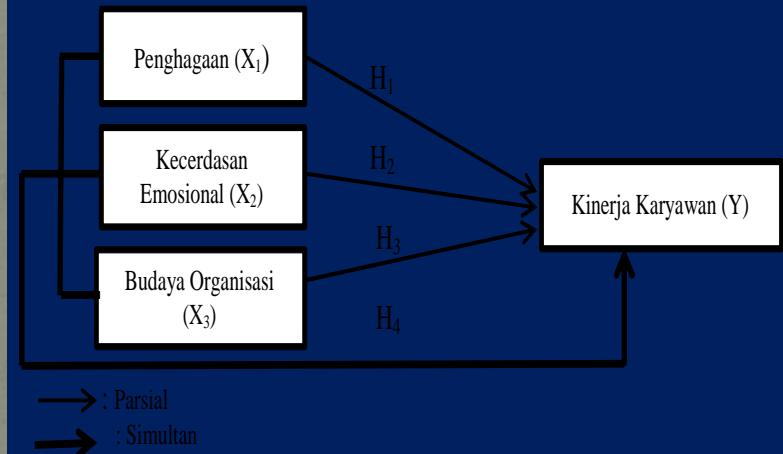 Penghagaan (X₁)
H₁
Kecerdasan
Emosional (X₂)
H₂
Kinerja Karyawan (Y)
H₃
Budaya Organisasi
(X₃)
H₄
: Parsial
: Simultan